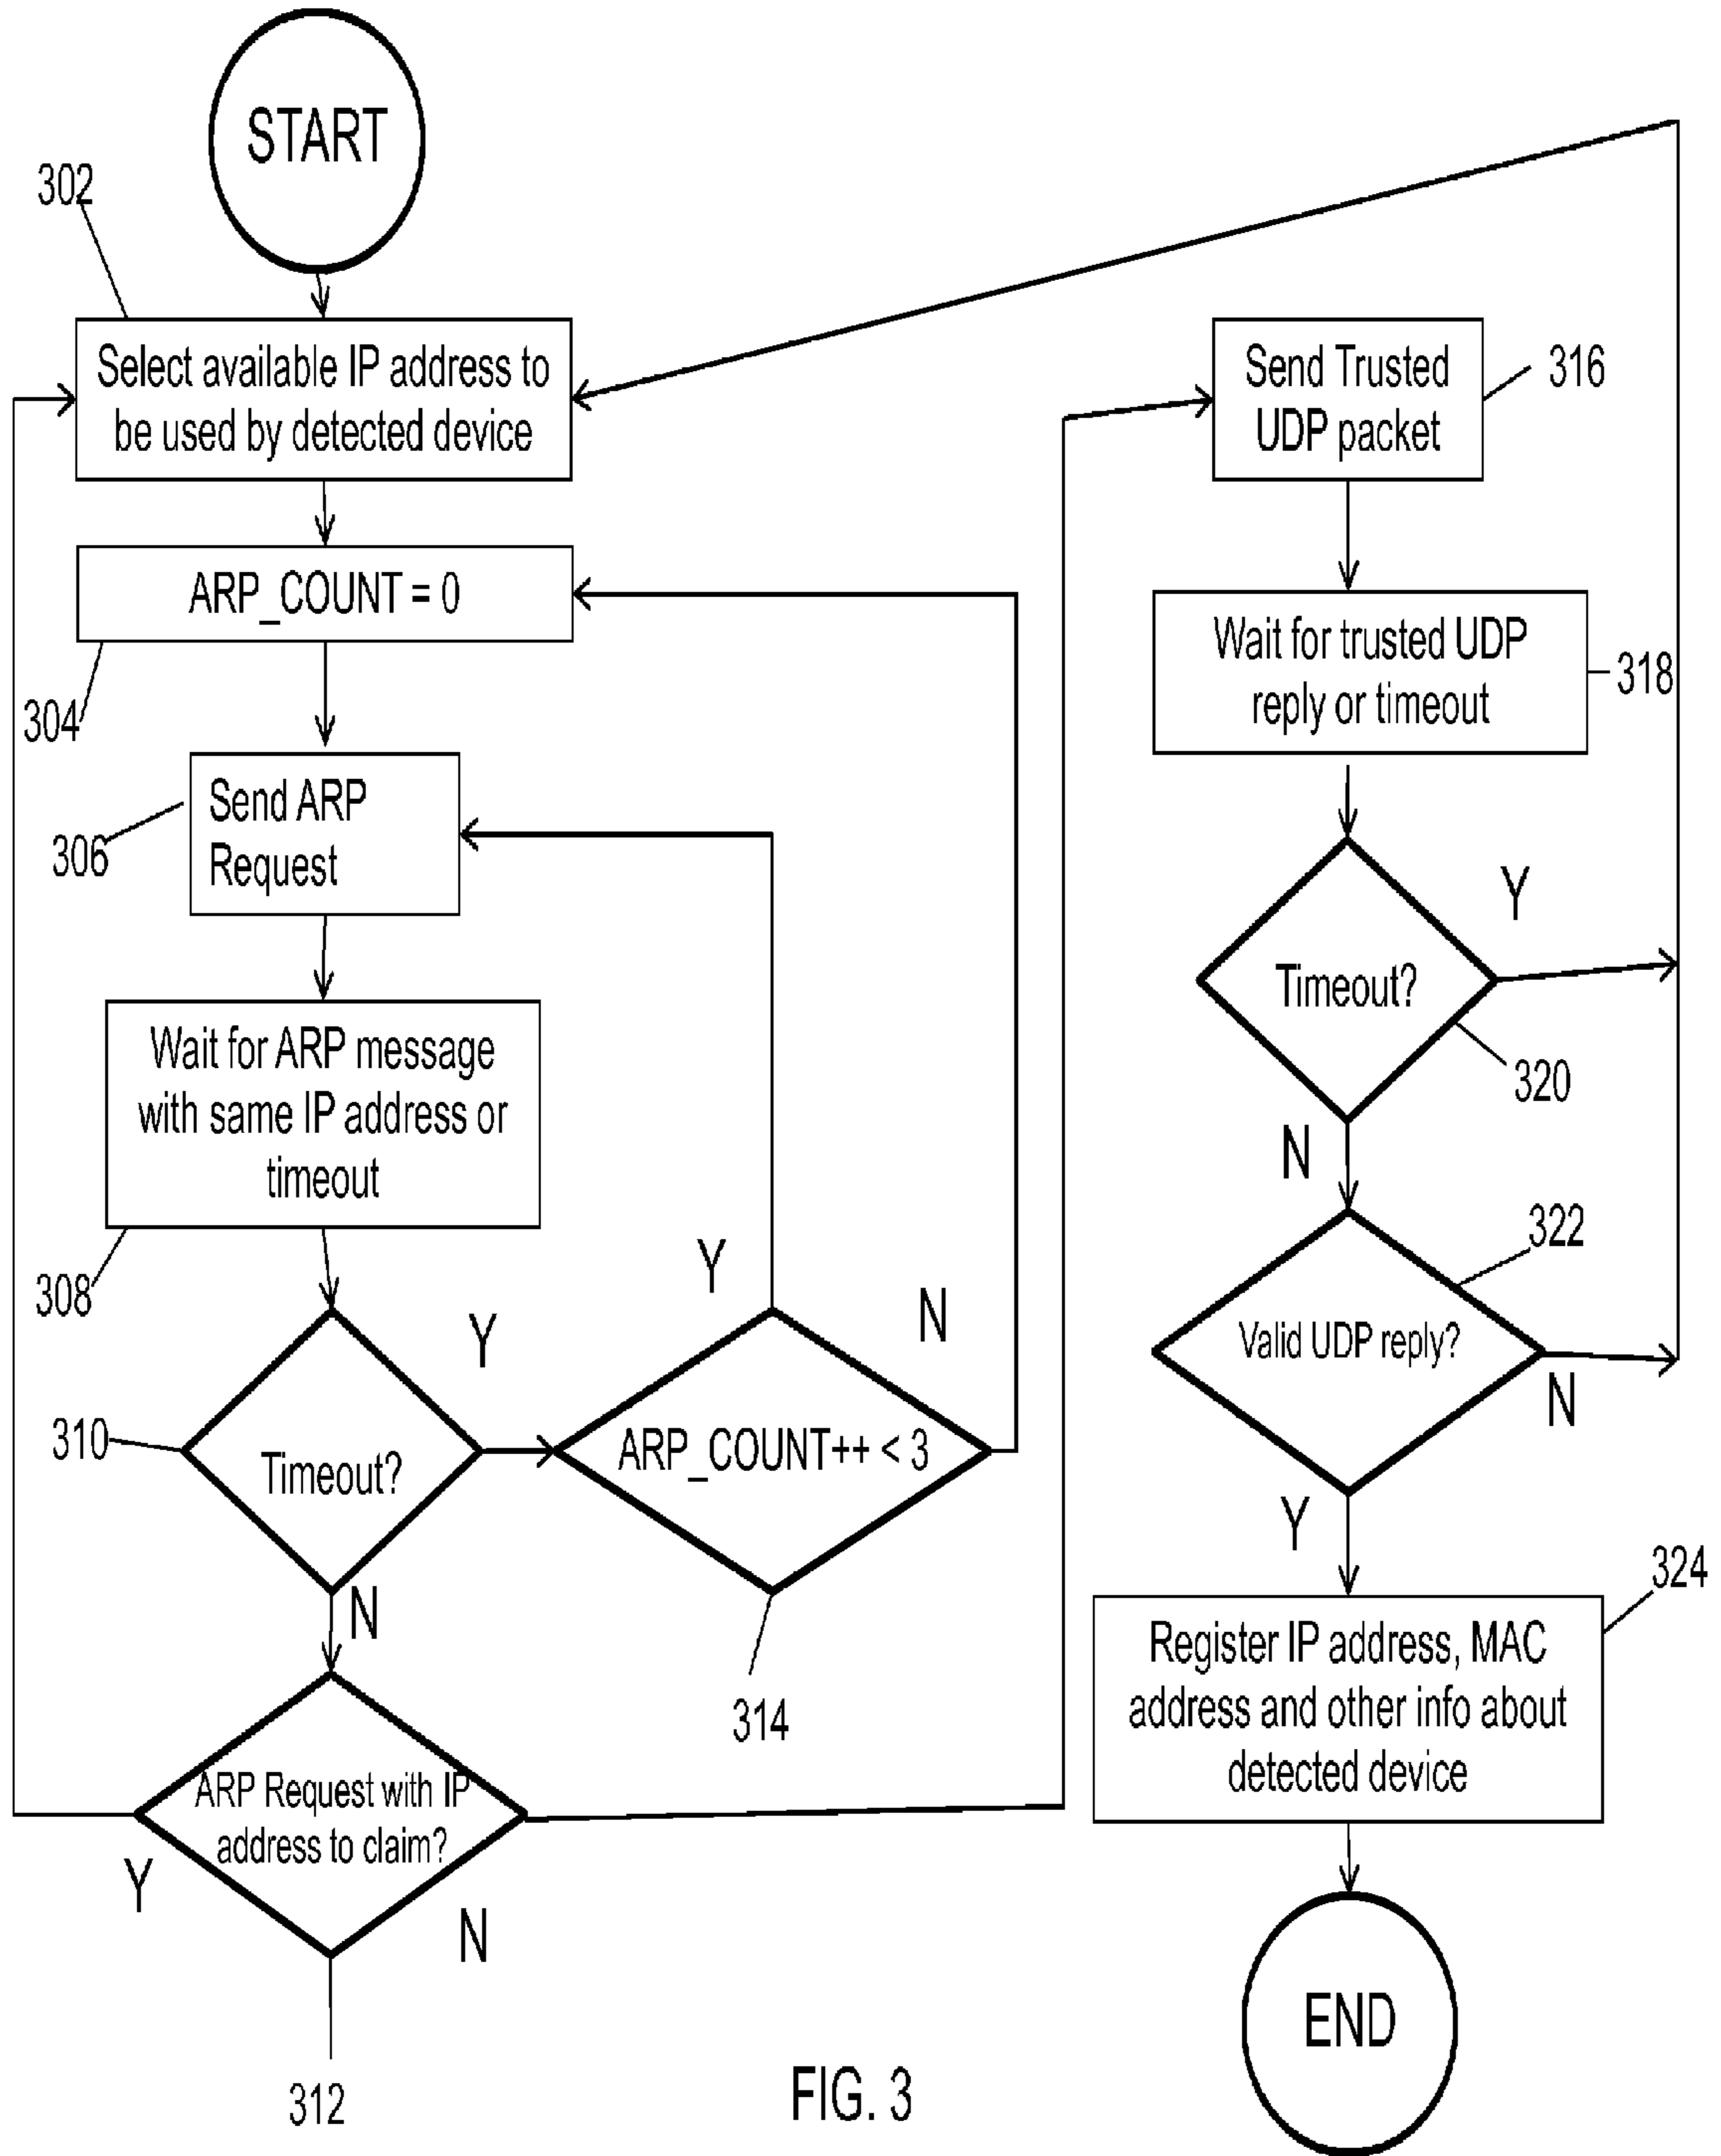 START
302
Select available IP address to
be used by detected device
ARP_COUNT = 0
304
Send ARP
Request
306
Wait for ARP message
with same IP address or
timeout
308
Timeout?
310
Y
N
ARP_COUNT++ < 3
Y
N
314
ARP Request with IP
address to claim?
Y
N
312
Send Trusted
UDP packet
316
Wait for trusted UDP
reply or timeout
318
Timeout?
Y
320
N
Valid UDP reply?
322
N
Y
Register IP address, MAC
address and other info about
detected device
324
END
FIG. 3